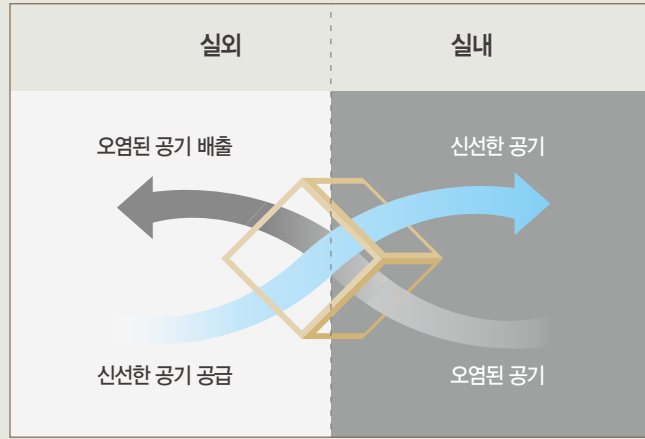 실외
실내
오염된 공기 배출
신선한 공기
신선한 공기 공급
오염된 공기